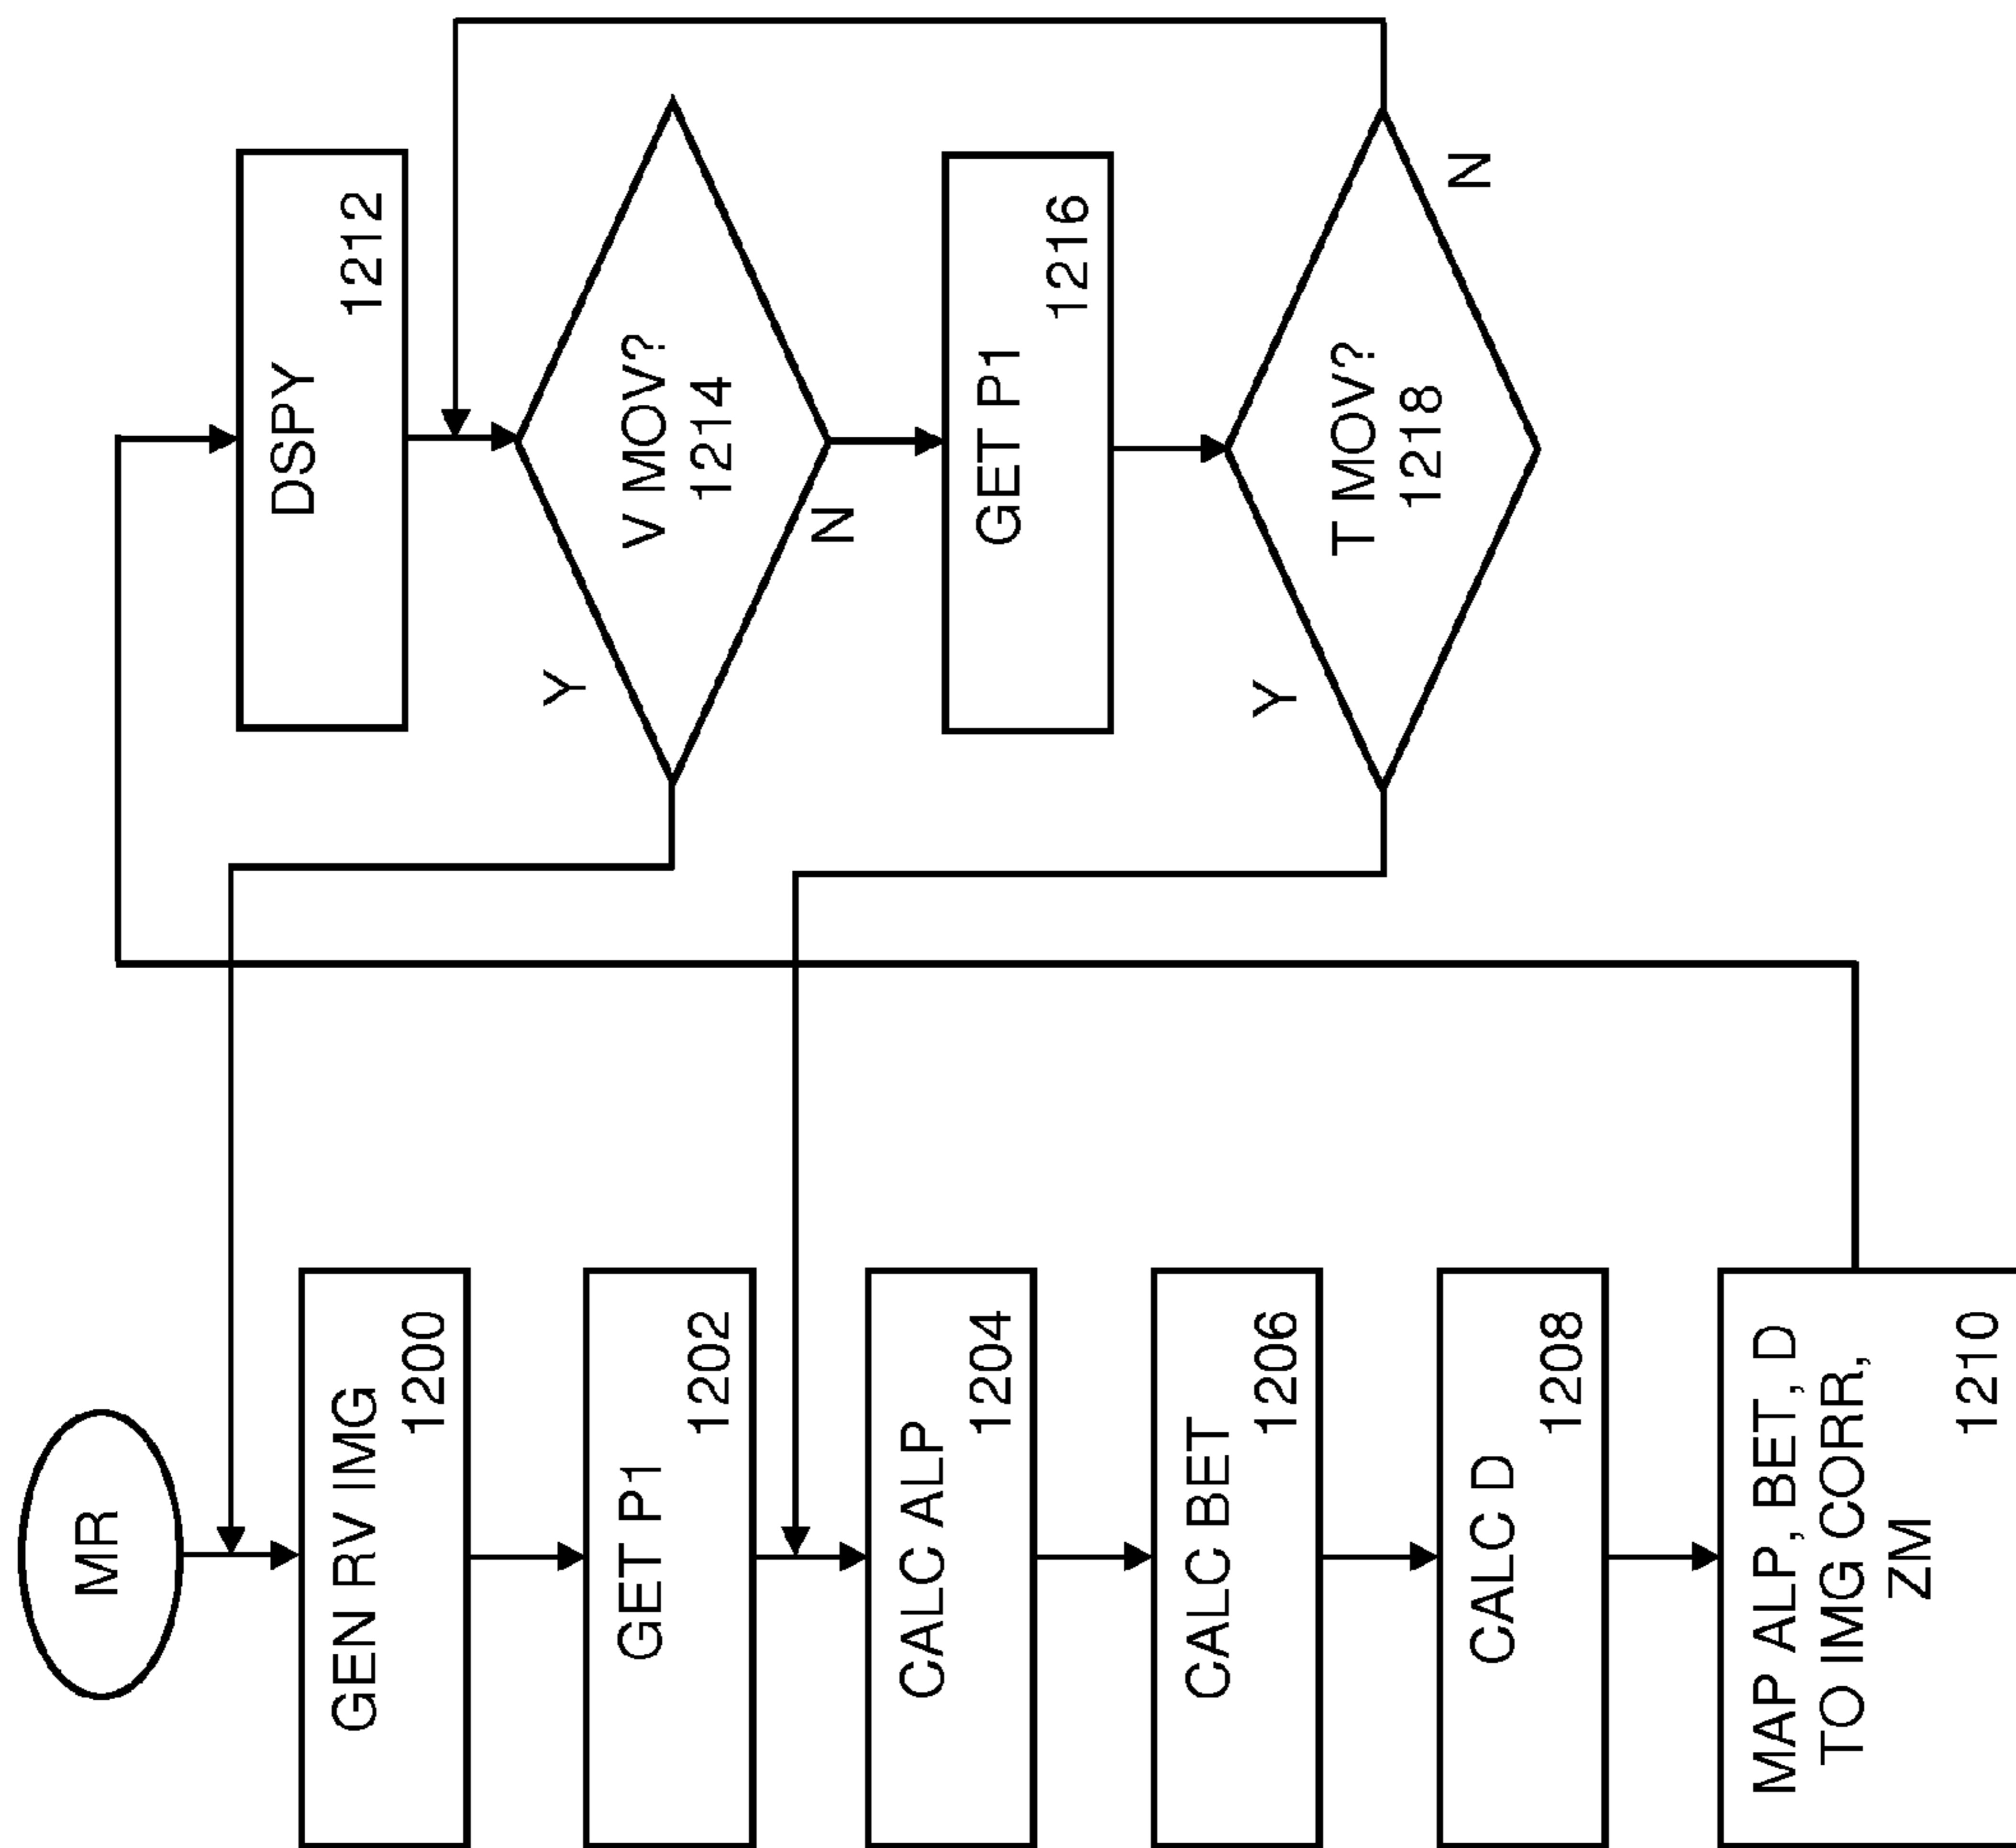 MR
GEN RV IMG
1200
GET P1
1202
CALC ALP
1204
CALC BET
1206
CALC D
1208
MAP ALP, BET, D
TO IMG CORR,
ZM
1210
DSPY
1212
V MOV?
1214
Y
N
GET P1
1216
T MOV?
1218
Y
N